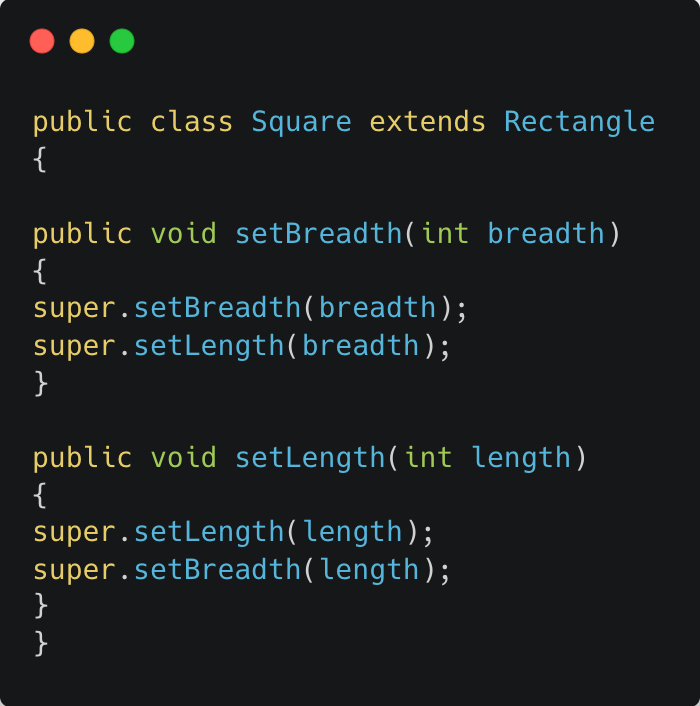 public class Square extends Rectangle
{
public void setBreadth(int breadth)
{
super.setBreadth(breadth);
super.setLength(breadth);
}
public void setLength(int length)
{
super.setLength(length);
super.setBreadth(length);
}
}